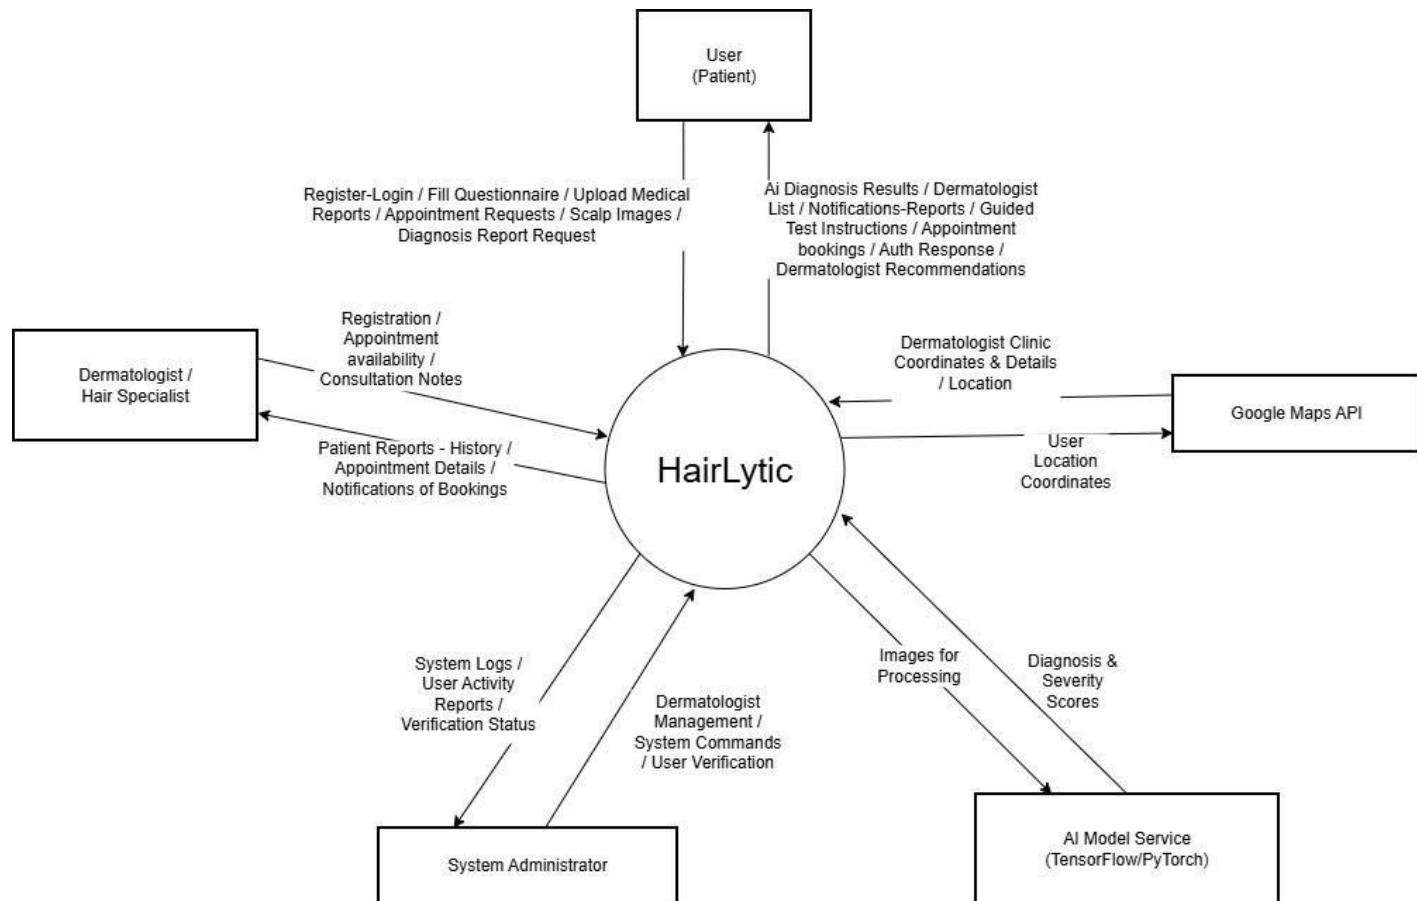 User
(Patient)
Register-Login / Fill Questionnaire / Upload Medical
Reports / Appointment Requests / Scalp Images /
Diagnosis Report Request
Ai Diagnosis Results / Dermatologist
List / Notifications-Reports / Guided
Test Instructions / Appointment
bookings / Auth Response /
Dermatologist Recommendations
Registration /
Appointment
availability /
Consultation Notes
Dermatologist /
Hair Specialist
Patient Reports - History /
Appointment Details /
Notifications of Bookings
HairLytic
Dermatologist Clinic
Coordinates & Details
/ Location
Google Maps API
User
Location
Coordinates
System Logs /
User Activity
Reports /
Verification Status
Dermatologist
Management /
System Commands
/ User Verification
Images for
Processing
Diagnosis &
Severity
Scores
System Administrator
AI Model Service
(TensorFlow/PyTorch)